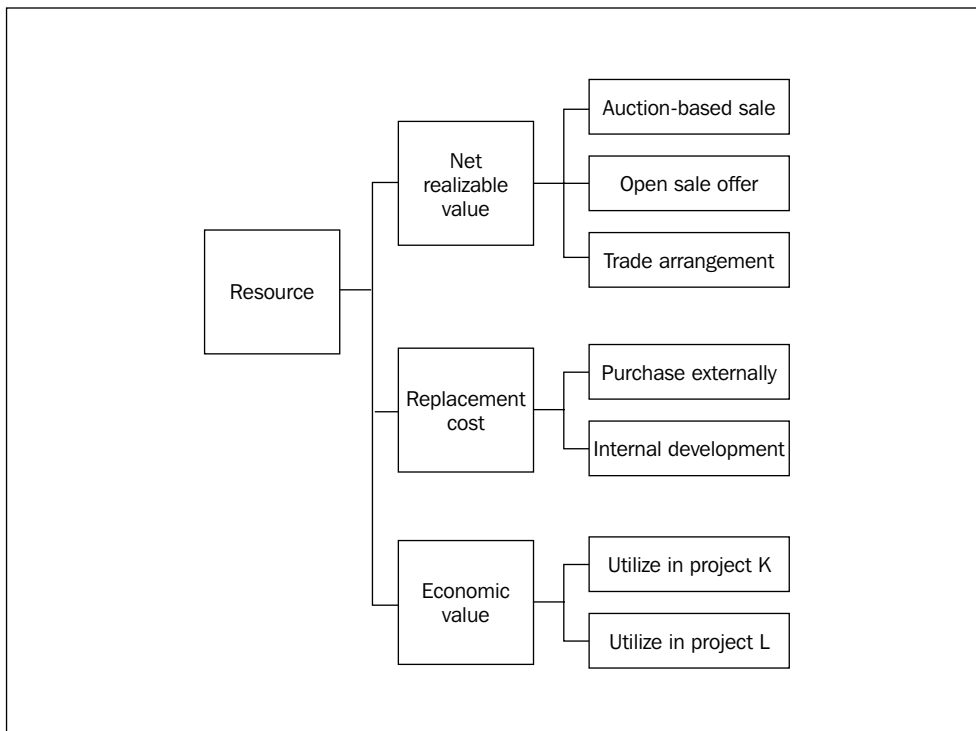 Resource
Net
realizable
value
Auction-based sale
Open sale offer
Trade arrangement
Replacement
cost
Purchase externally
Internal development
Economic
value
Utilize in project K
Utilize in project L